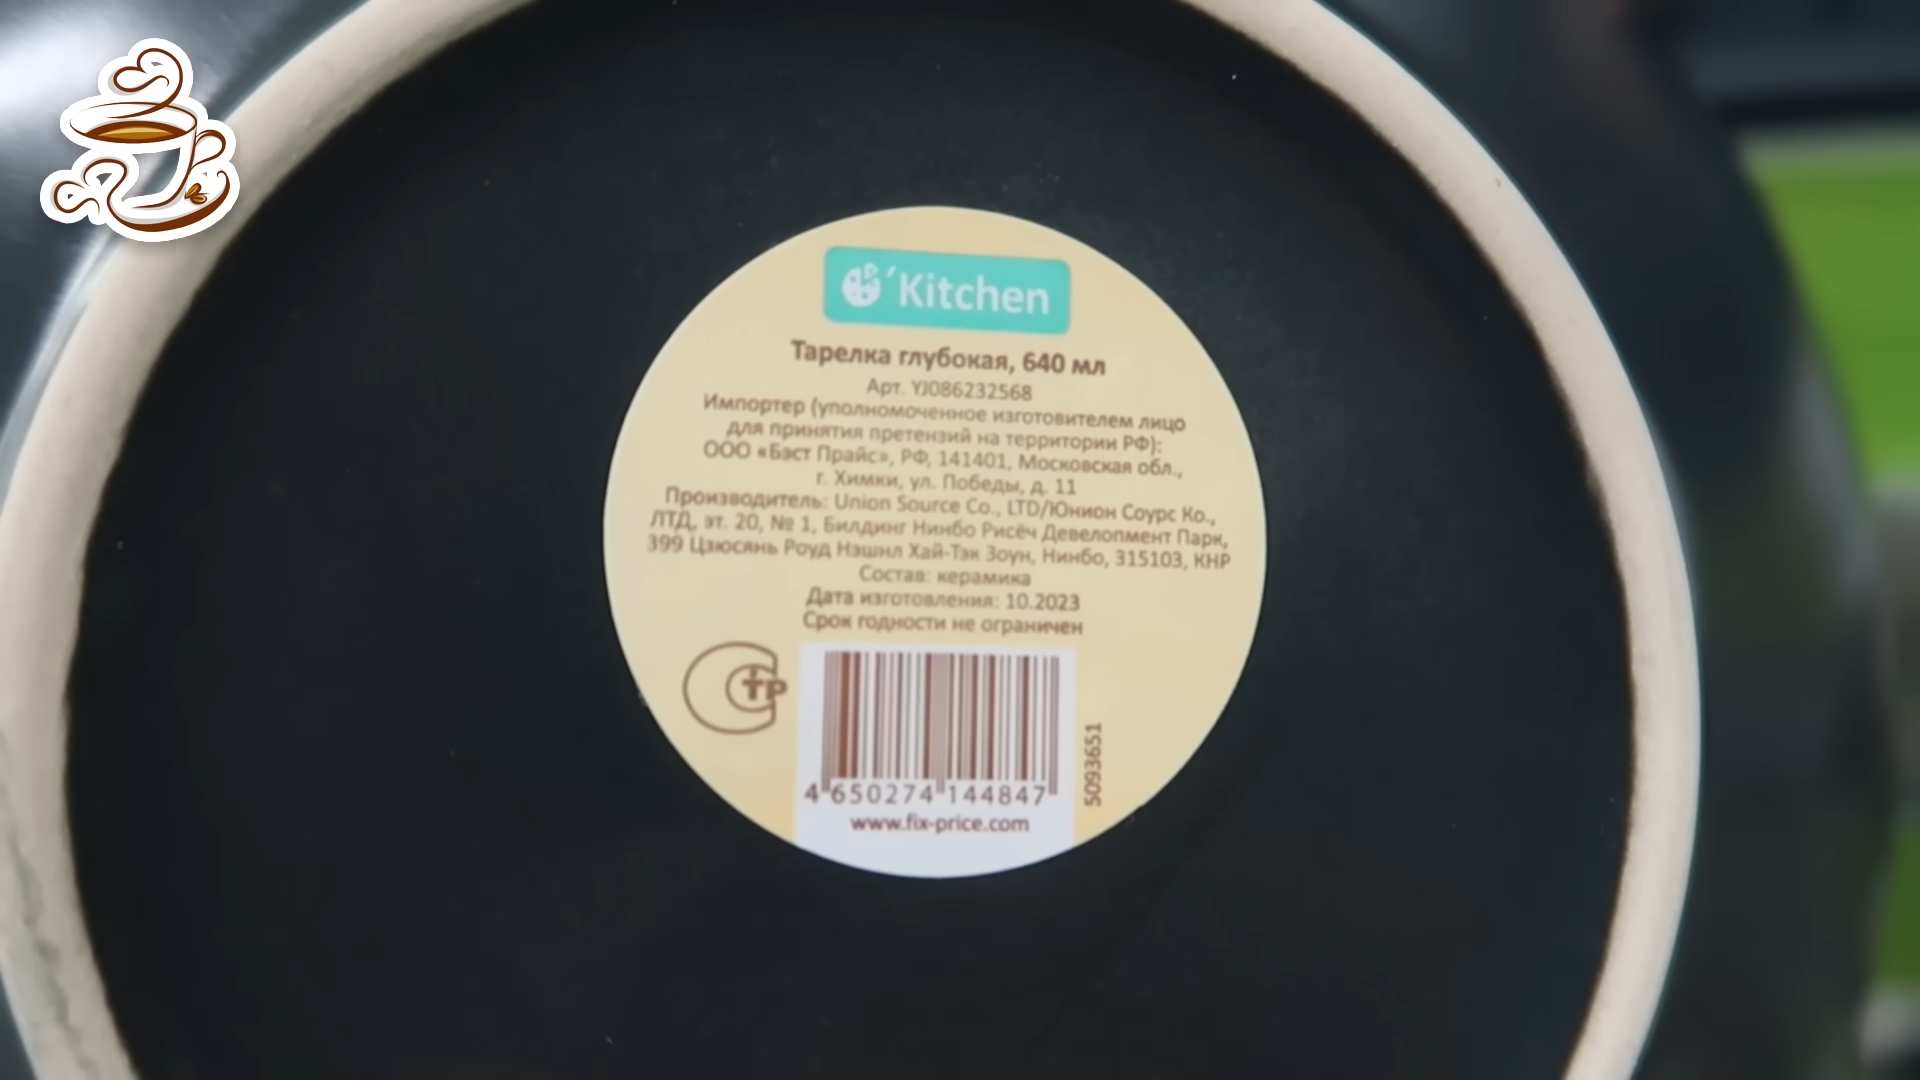 'Kitchen
Тарелка глубокая, 640 мл
Арт. YJ086232568
Импортер (уполномоченное изготовителем лицо
для принятия претензий на территории РФ):
ООО «Бэст Прайс», РФ, 141401, Московская обл.,
г. Химки, ул. Победы, д. 11
Производитель: Union Source Co., LTD/Юнион Соурс Ко.,
ЛТД, эт. 20, № 1, Билдинг Нинбо Рисёч Девелопмент Парк,
399 Цзюсянь Роуд Нэшнл Хай-Тэк Зоун, Нинбо, 315103, КНР
Состав: керамика
Дата изготовления: 10.2023
Срок годности не ограничен
СТР
4 650274 144847
5093651
www.fix-price.com